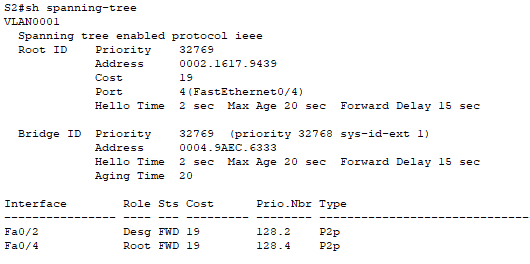 S2#sh spanning-tree
VLAN0001
  Spanning tree enabled protocol ieee
  Root ID    Priority    32769
             Address     0002.1617.9439
             Cost        19
             Port        4(FastEthernet0/4)
             Hello Time  2 sec  Max Age 20 sec  Forward Delay 15 sec

  Bridge ID  Priority    32769  (priority 32768 sys-id-ext 1)
             Address     0004.9AEC.6333
             Hello Time  2 sec  Max Age 20 sec  Forward Delay 15 sec
             Aging Time  20

Interface        Role Sts Cost      Prio.Nbr Type
---------------- ---- --- --------- -------- --------------------------------
Fa0/2            Desg FWD 19        128.2    P2p
Fa0/4            Root FWD 19        128.4    P2p